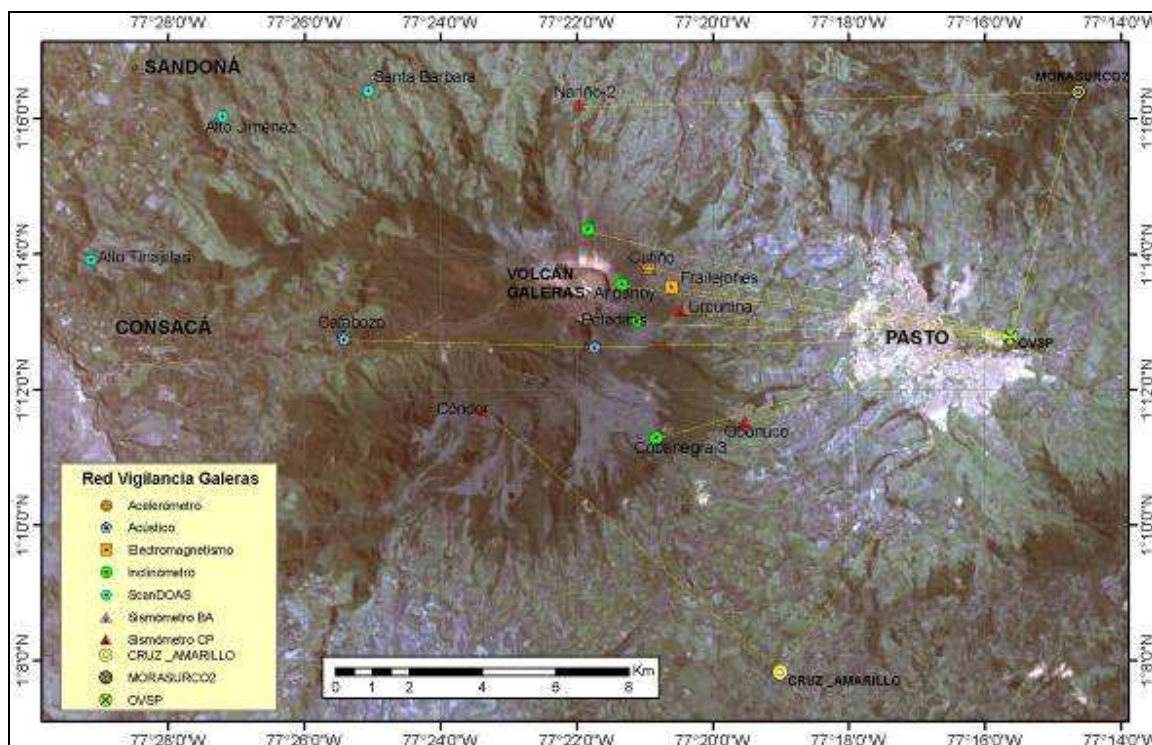 77°28'0"W 77°26'0"W 77°24'0"W 77°22'0"W 77°20'0"W 77°18'0"W 77°16'0"W 77°14'0"W
SANDONÁ
Santa Barbara
Nariño-2
MORASURCO2
1°16'0"N 1°16'0"N
Alto Jiménez
1°14'0"N 1°14'0"N
Alto Tinajillas
Cufiño
VOLCÁN
GALERAS
Frailejones
Arganoy
Urcunina
CONSACÁ
Calabozo
PASTO
OVSP
1°12'0"N 1°12'0"N
Cóndor
Obonuco
Cobanegra 3
Red Vigilancia Galeras
Acelerómetro
Acústico
Electromagnetismo
Inclinómetro
ScanDOAS
Sismómetro BA
Sismómetro CP
CRUZ_AMARILLO
MORASURCO2
OVSP
1°10'0"N 1°10'0"N
1°8'0"N 1°8'0"N
Km
0 1 2 4 6 8
CRUZ_AMARILLO
77°28'0"W 77°26'0"W 77°24'0"W 77°22'0"W 77°20'0"W 77°18'0"W 77°16'0"W 77°14'0"W